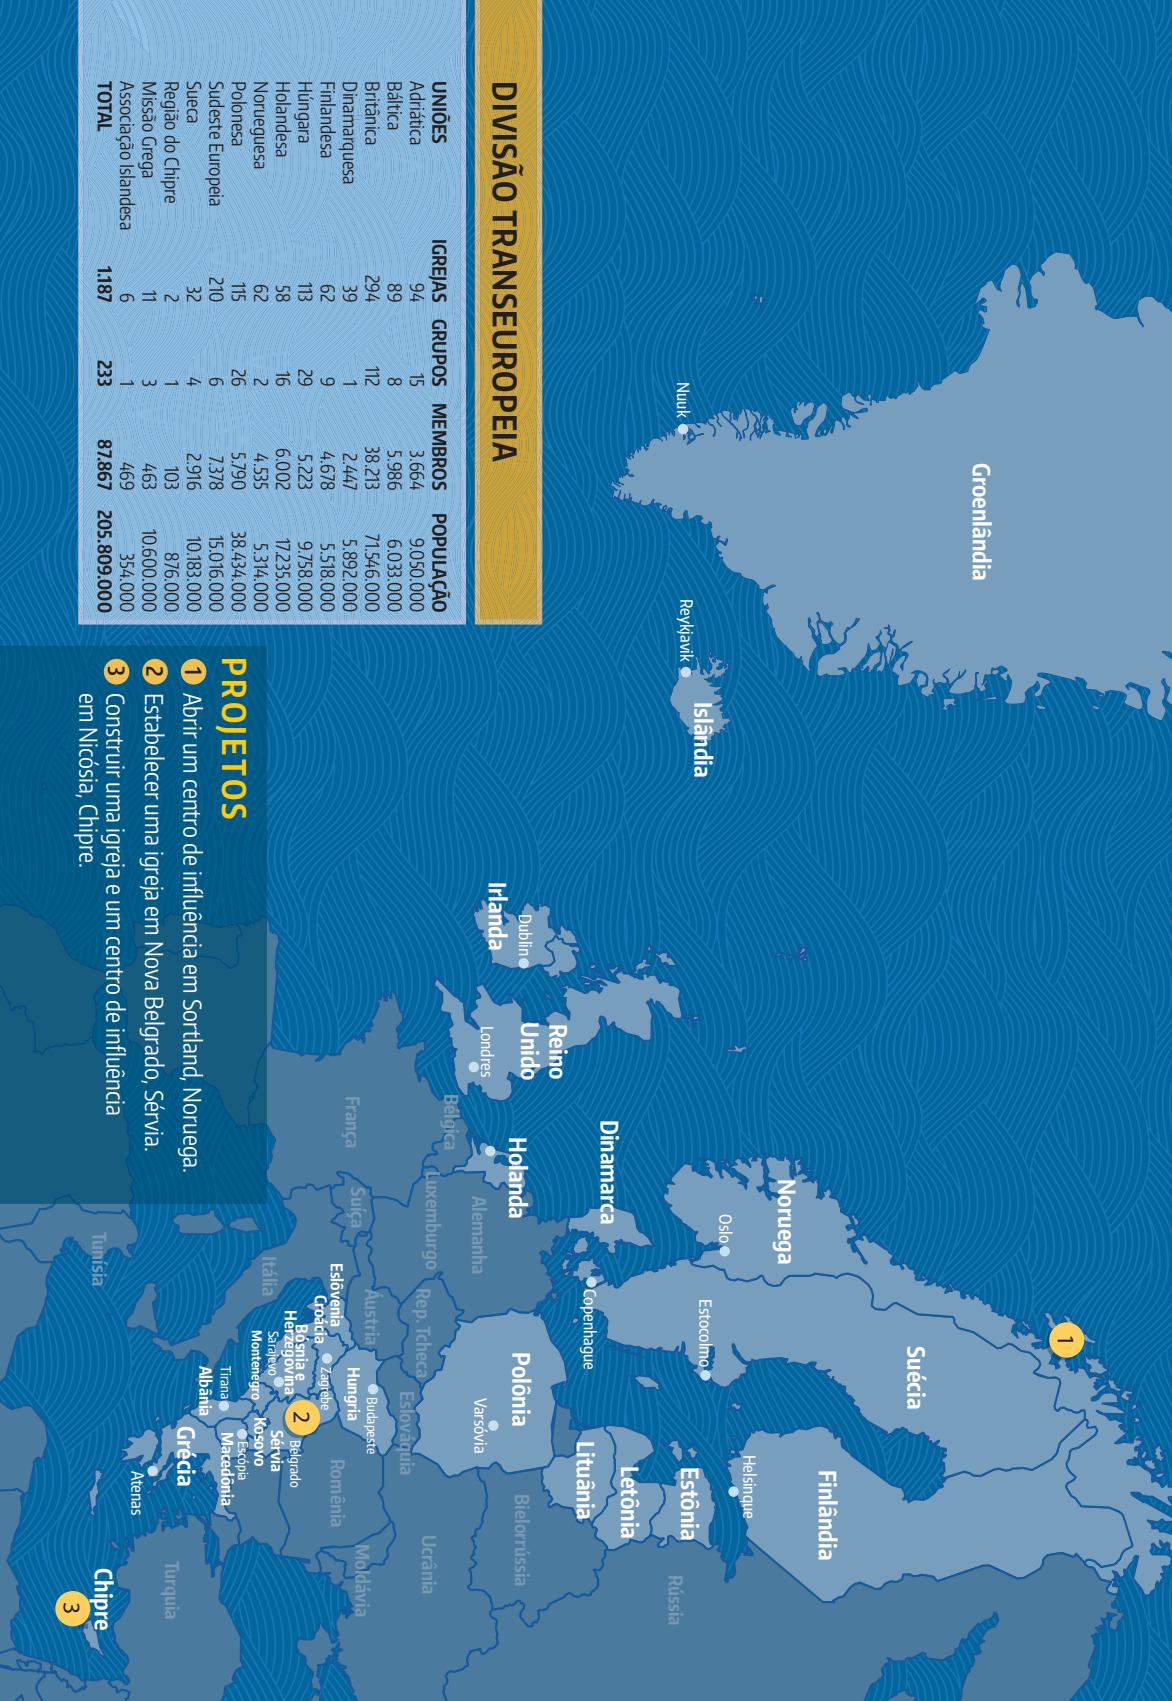 DIVISÃO TRANSEUROPEIA
UNIÕES IGREJAS GRUPOS MEMBROS POPULAÇÃO
Adriática 94 15 3.664 9.050.000
Báltica 89 8 5.986 6.033.000
Britânica 294 112 38.213 71.546.000
Dinamarquesa 39 1 2.447 5.892.000
Finlandesa 62 9 4.678 5.518.000
Húngara 113 29 5.223 9.758.000
Holandesa 58 16 6.002 17.235.000
Norueguesa 62 2 4.535 5.314.000
Polonesa 115 26 5.790 38.434.000
Sudeste Europeia 210 6 7.378 15.016.000
Sueca 32 4 2.916 10.183.000
Região do Chipre 2 1 103 876.000
Missão Grega 11 3 463 10.600.000
Associação Islandesa 6 1 469 354.000
TOTAL 1.187 233 87.867 205.809.000
PROJETOS
1 Abrir um centro de influência em Sortland, Noruega.
2 Estabelecer uma igreja em Nova Belgrado, Sérvia.
3 Construir uma igreja e um centro de influência
em Nicósia, Chipre.
Groenlândia
Nuuk
Reykjavik
Islândia
1
Suécia
Finlândia
Noruega
Oslo
Estocolmo
Helsinque
Estônia
Rússia
Letônia
Dinamarca
Copenhague
Lituânia
Reino
Unido
Irlanda
Dublin
Londres
Holanda
Polônia
Varsóvia
Bielorrússia
Bélgica
Alemanha
Luxemburgo
Rep. Tcheca
Eslováquia
Ucrânia
França
Suíça
Áustria
Budapeste
Hungria
Moldávia
Eslôvenia
Croácia
Zagrebe
Romênia
Bósnia e
Herzegovina
2
Belgrado
Sarajevo
Sérvia
Itália
Montenegro
Kosovo
Tirana
Escópia
Albânia
Macedônia
Grécia
Atenas
Turquia
Tunísia
Chipre
3